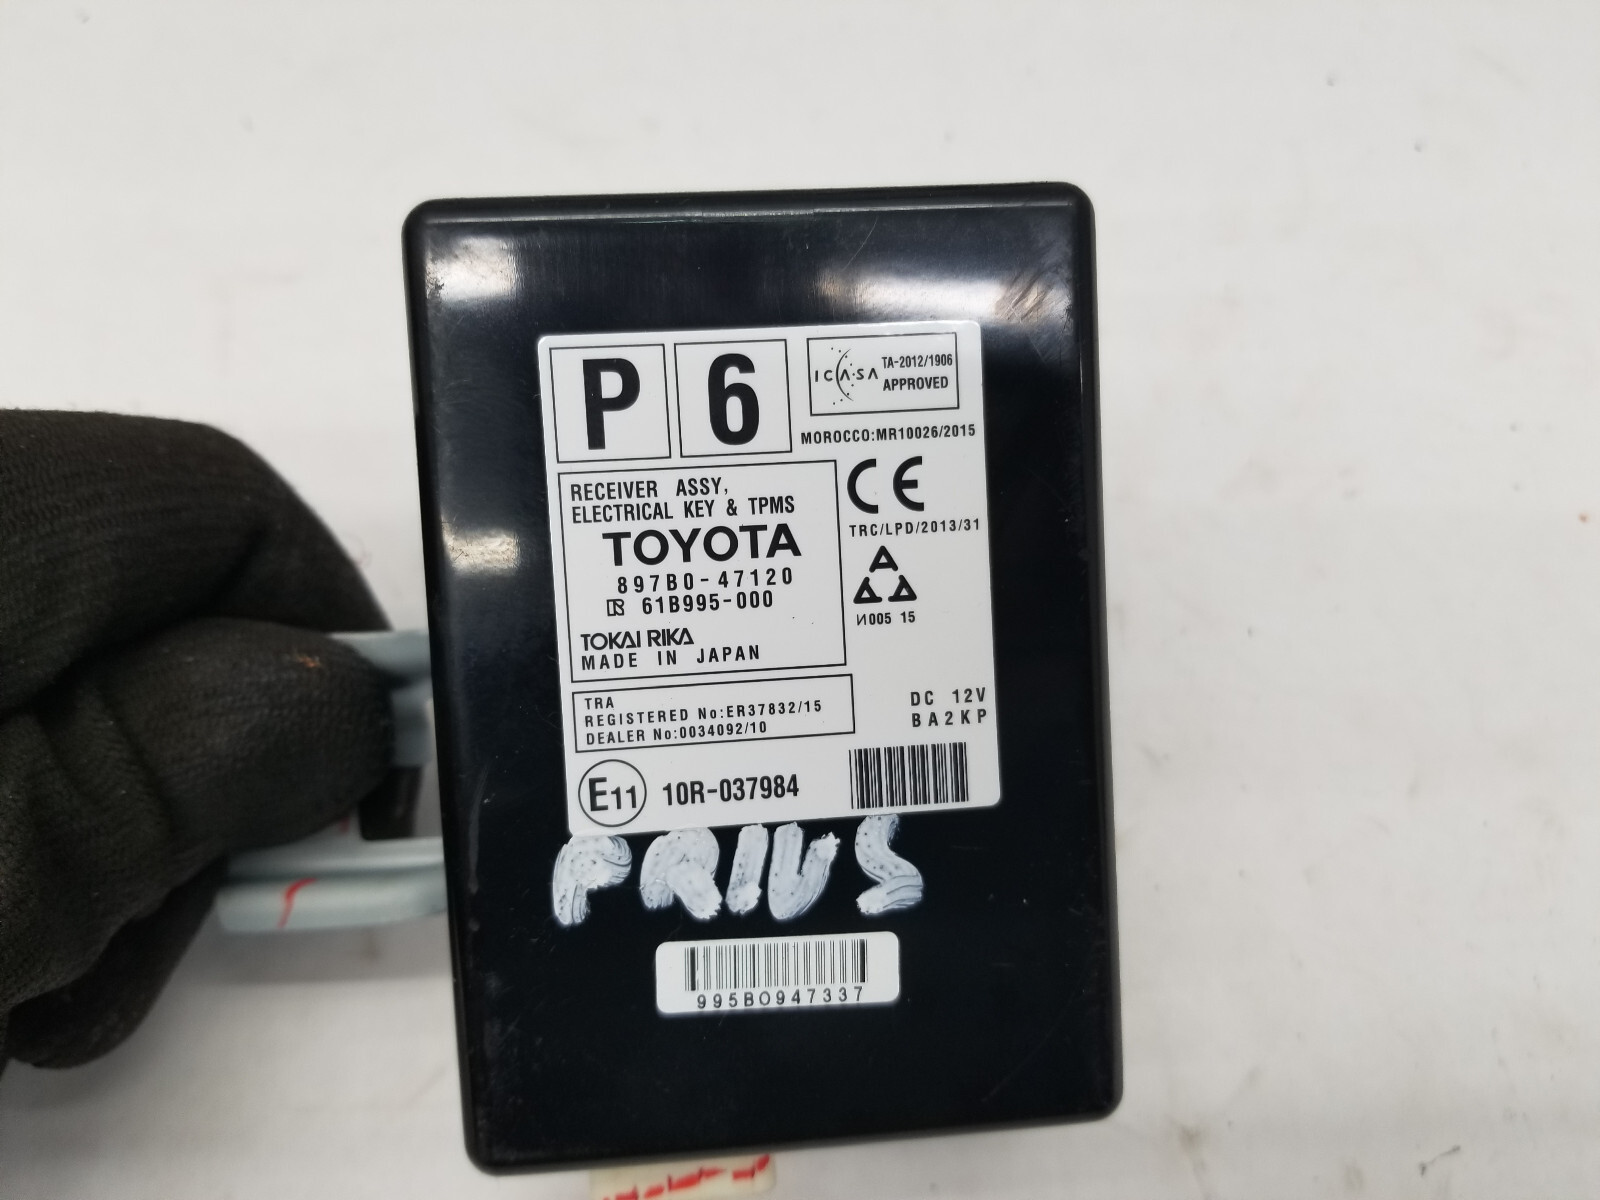 P 6
ICASA TA-2012/1906
APPROVED
MOROCCO:MR10026/2015
RECEIVER ASSY,
ELECTRICAL KEY & TPMS
TOYOTA
897B0-47120
61B995-000
TOKAI RIKA
MADE IN JAPAN
CE
TRC/LPD/2013/31
И005 15
TRA
REGISTERED No:ER37832/15
DEALER No:0034092/10
DC 12V
BA2KP
E11 10R-037984
PRIUS
995B0947337